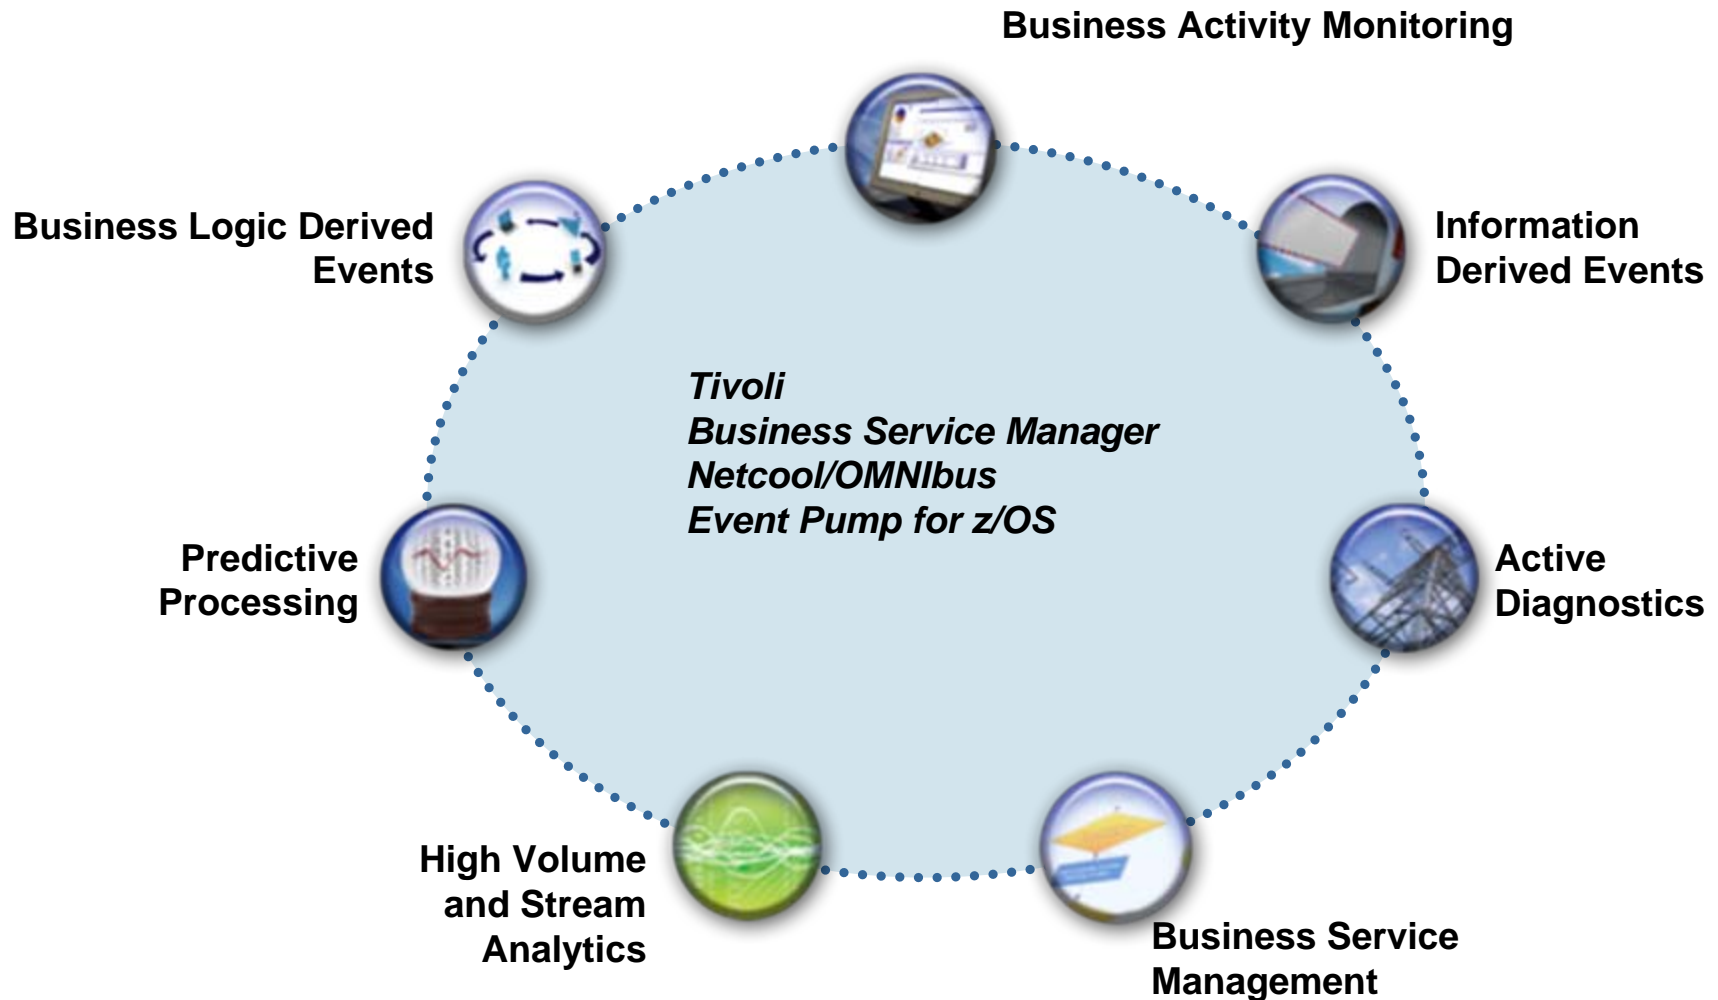 Business Activity Monitoring
Business Logic Derived
Events
Information
Derived Events
Tivoli
Business Service Manager
Netcool/OMNIbus
Event Pump for z/OS
Predictive
Processing
Active
Diagnostics
High Volume
and Stream
Analytics
Business Service
Management